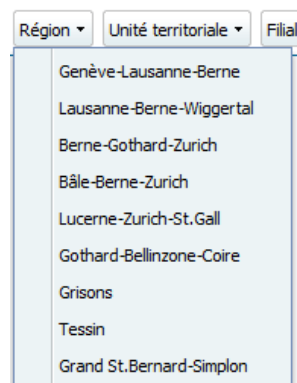 Région Unité territoriale Filial
Genève-Lausanne-Berne
Lausanne-Berne-Wiggertal
Berne-Gothard-Zurich
Bâle-Berne-Zurich
Lucerne-Zurich-St.Gall
Gothard-Bellinzone-Coire
Grisons
Tessin
Grand St.Bernard-Simplon